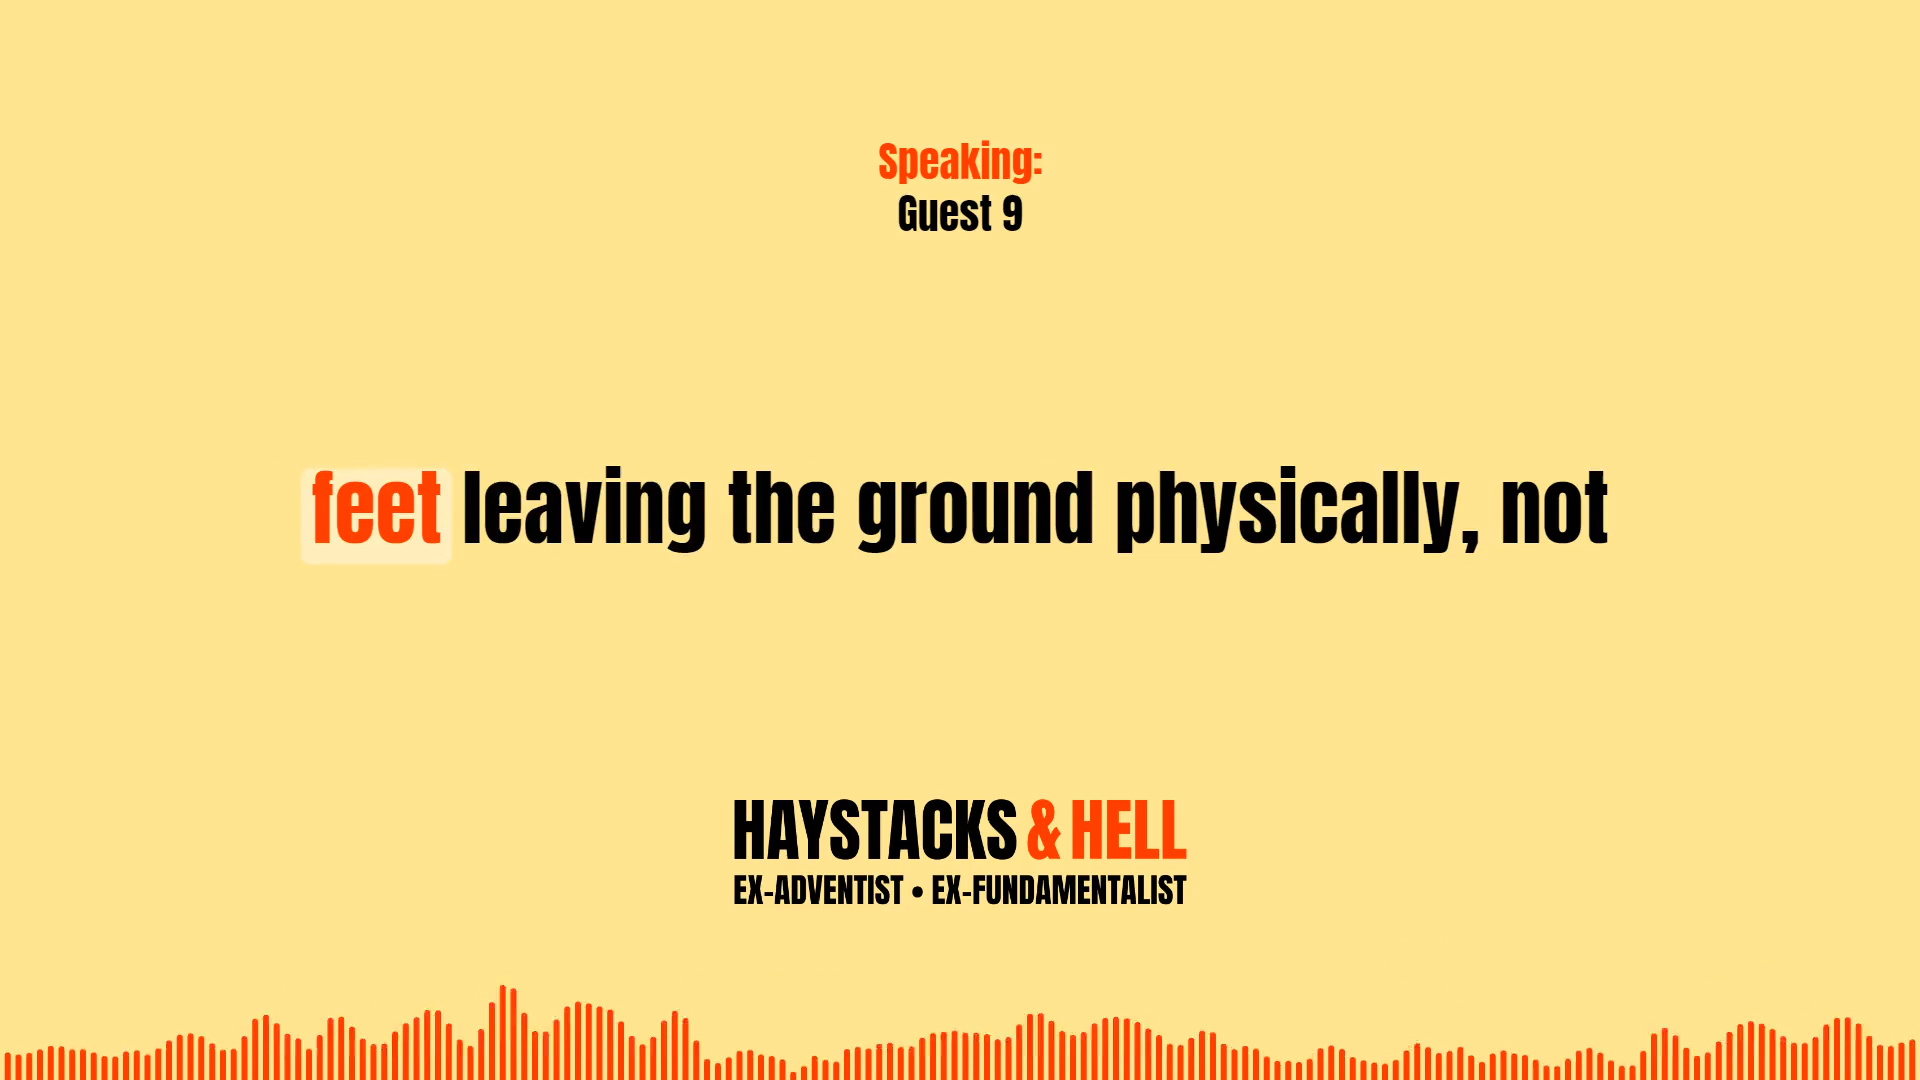 Speaking:
Guest 9
feet leaving the ground physically, not
HAYSTACKS & HELL
EX-ADVENTIST • EX-FUNDAMENTALIST